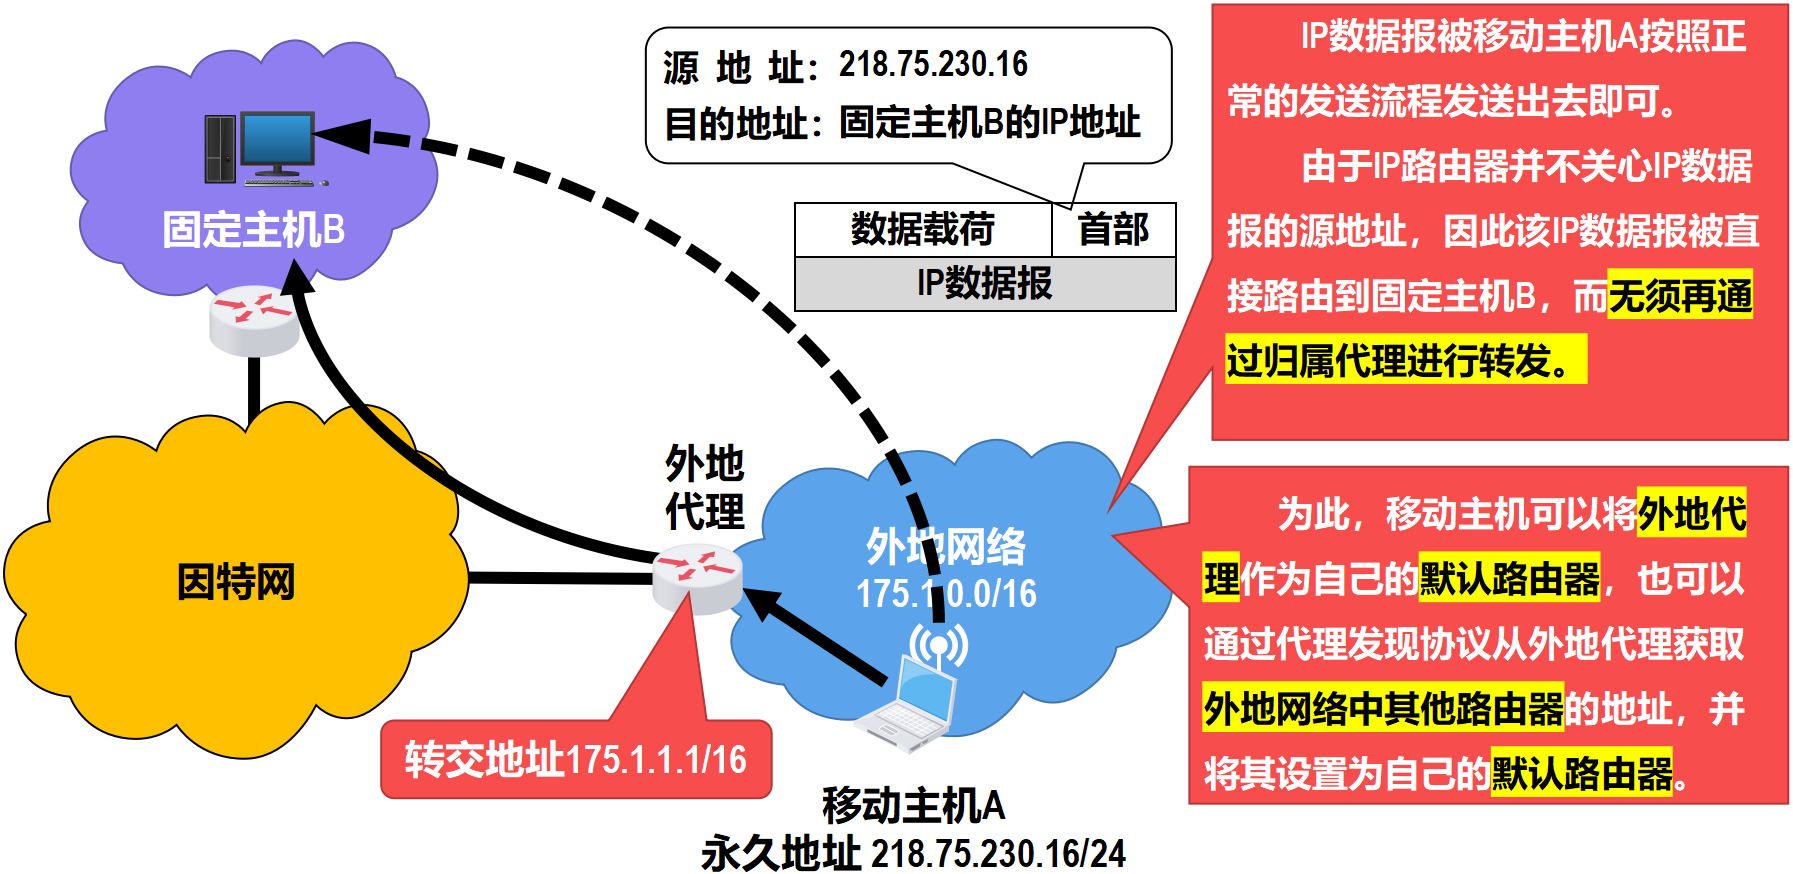 源 地 址：218.75.230.16
目的地址：固定主机B的IP地址
数据载荷 首部
IP数据报
固定主机B
因特网
外地
代理
外地网络
175.1.0.0/16
转交地址175.1.1.1/16
移动主机A
永久地址 218.75.230.16/24
IP数据报被移动主机A按照正
常的发送流程发送出去即可。
由于IP路由器并不关心IP数据
报的源地址，因此该IP数据报被直
接路由到固定主机B，而无须再通
过归属代理进行转发。
为此，移动主机可以将外地代
理作为自己的默认路由器，也可以
通过代理发现协议从外地代理获取
外地网络中其他路由器的地址，并
将其设置为自己的默认路由器。